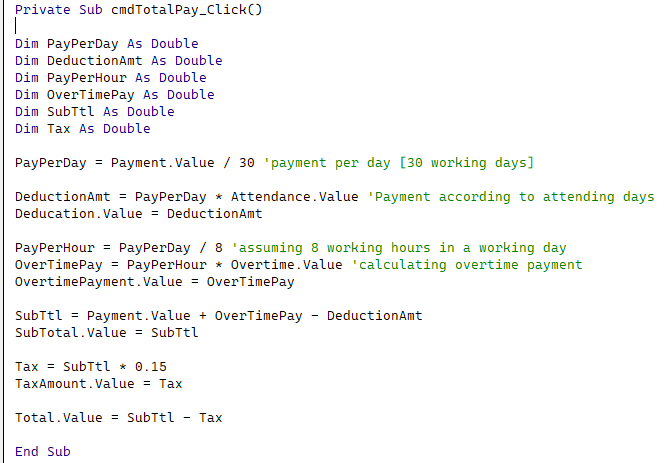 Private Sub cmdTotalPay_Click()
Dim PayPerDay As Double
Dim DeductionAmt As Double
Dim PayPerHour As Double
Dim OverTimePay As Double
Dim SubTtl As Double
Dim Tax As Double
PayPerDay = Payment.Value / 30 'payment per day [30 working days]
DeductionAmt = PayPerDay * Attendance.Value 'Payment according to attending days
Deducation.Value = DeductionAmt
PayPerHour = PayPerDay / 8 'assuming 8 working hours in a working day
OverTimePay = PayPerHour * Overtime.Value 'calculating overtime payment
OvertimePayment.Value = OverTimePay
SubTtl = Payment.Value + OverTimePay - DeductionAmt
SubTotal.Value = SubTtl
Tax = SubTtl * 0.15
TaxAmount.Value = Tax
Total.Value = SubTtl - Tax
End Sub